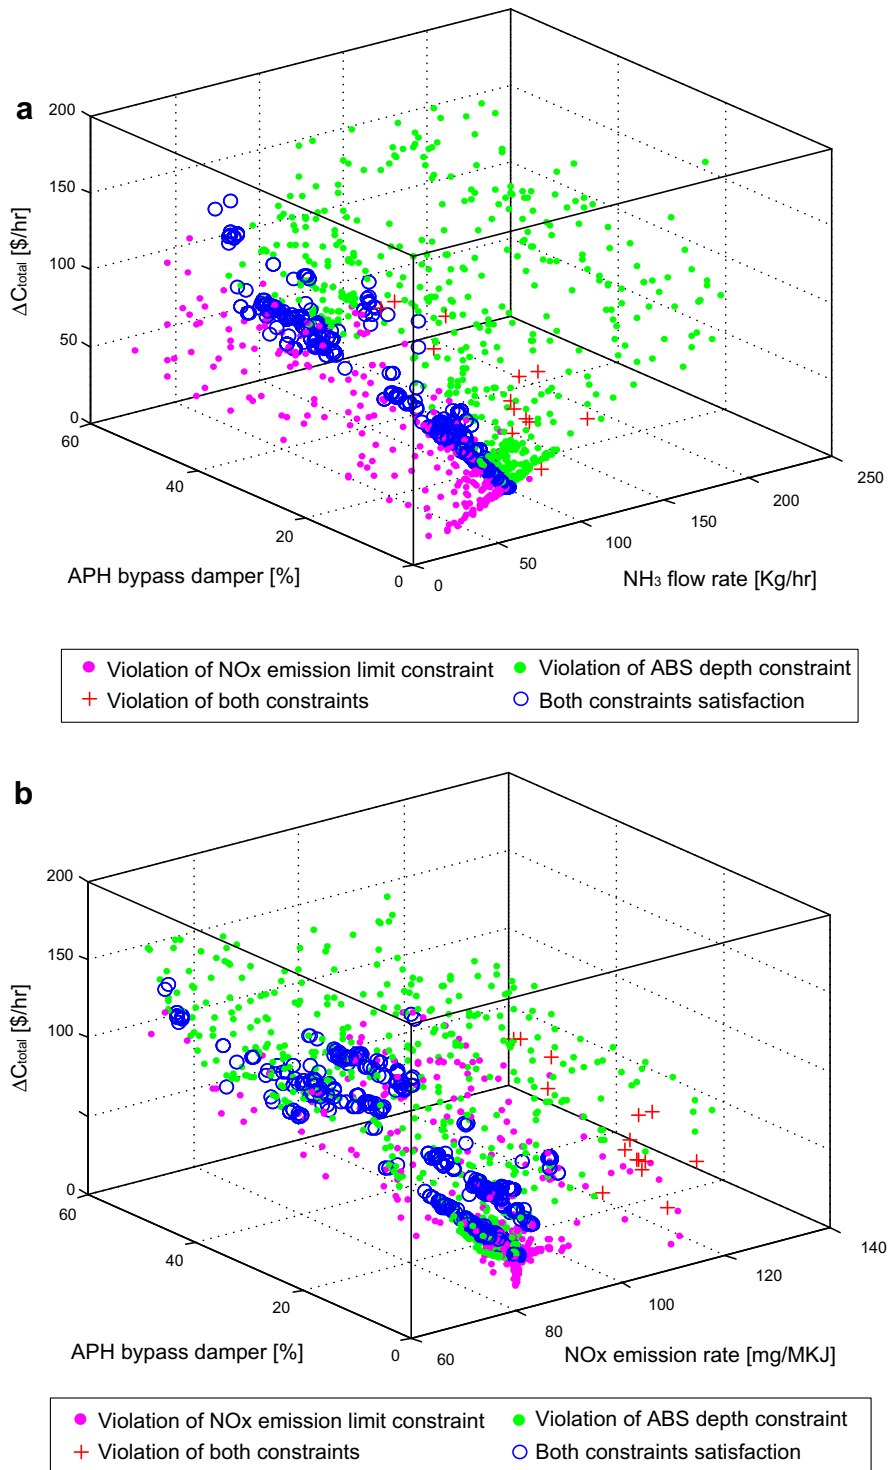 a
200
150
100
50
0
60
40
20
0
0
50
100
150
200
250
ΔCtotal [$/hr]
APH bypass damper [%]
NH3 flow rate [Kg/hr]
Violation of NOx emission limit constraint
Violation of ABS depth constraint
Violation of both constraints
Both constraints satisfaction
b
200
150
100
50
0
60
40
20
0
60
80
100
120
140
ΔCtotal [$/hr]
APH bypass damper [%]
NOx emission rate [mg/MKJ]
Violation of NOx emission limit constraint
Violation of ABS depth constraint
Violation of both constraints
Both constraints satisfaction